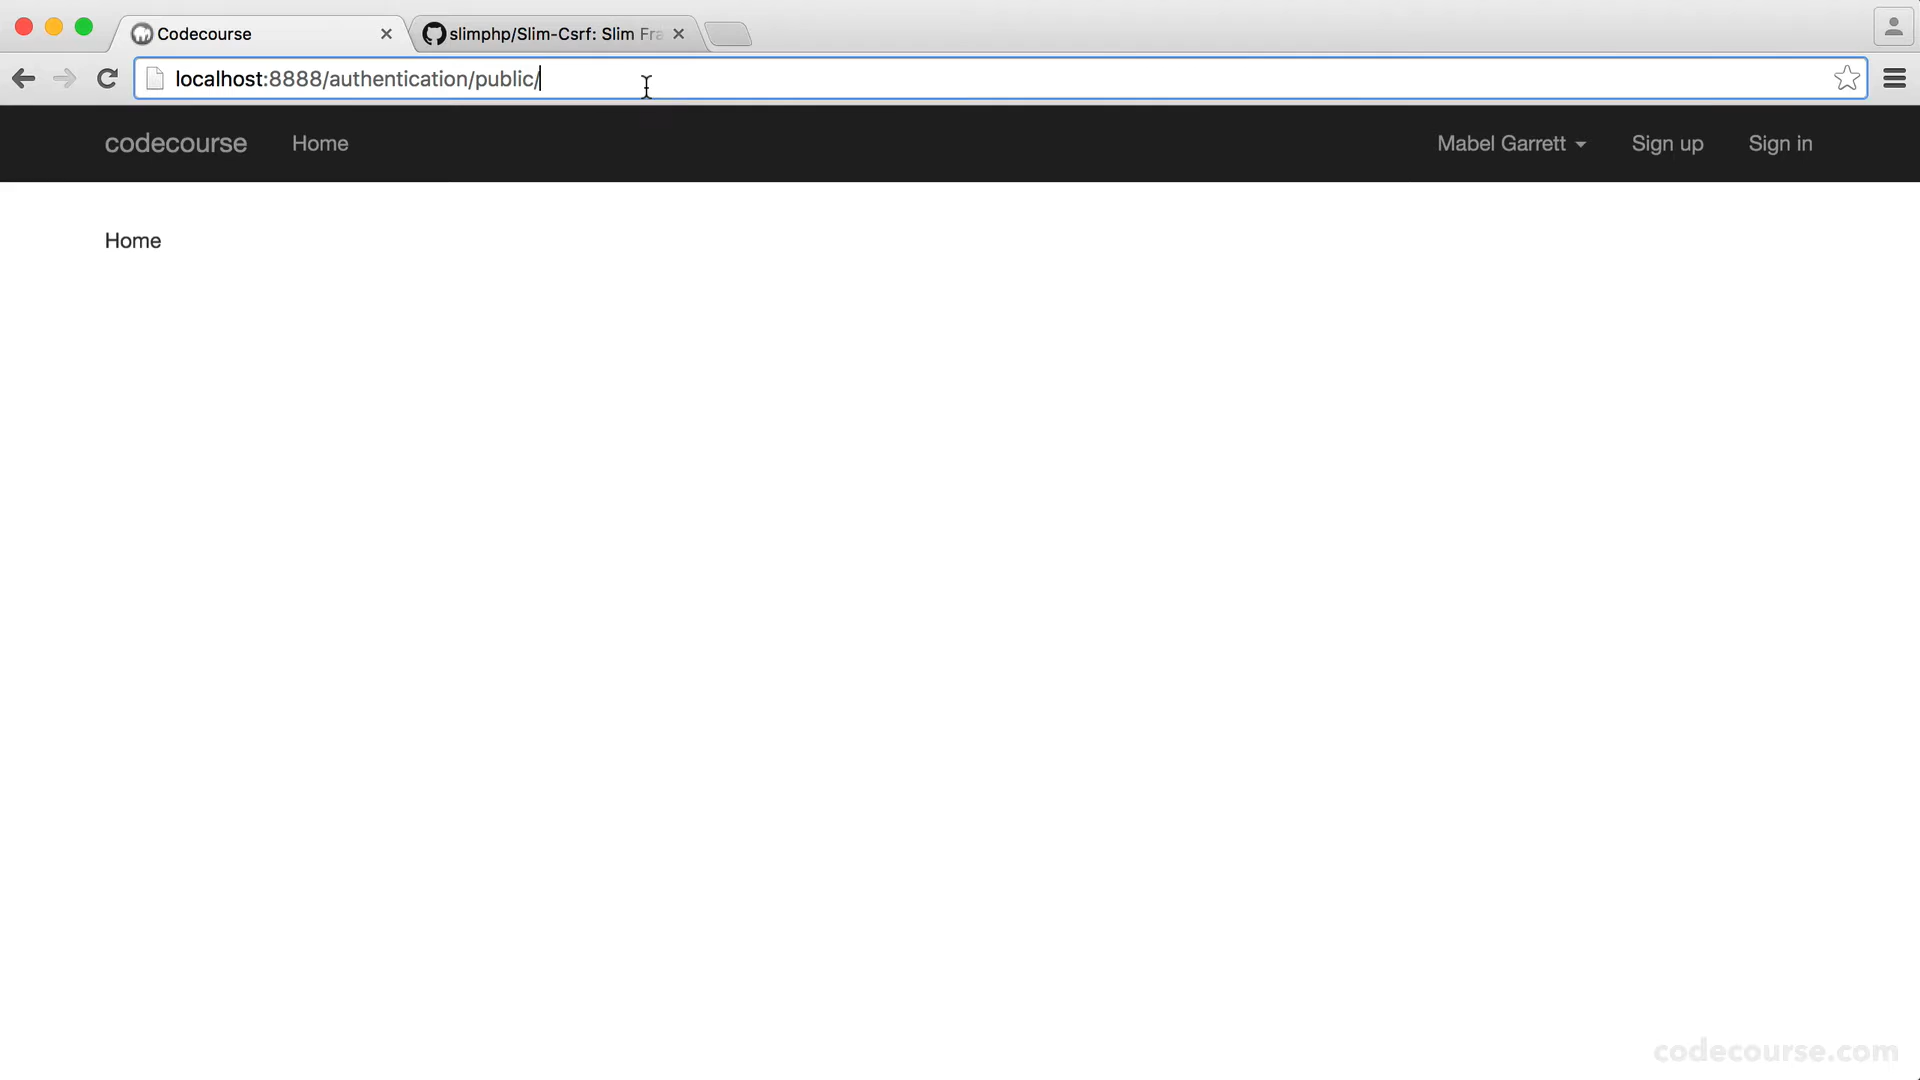 Codecourse
slimphp/Slim-Csrf: Slim Fra
localhost:8888/authentication/public/
codecourse Home Mabel Garrett Sign up Sign in
Home
codecourse.com